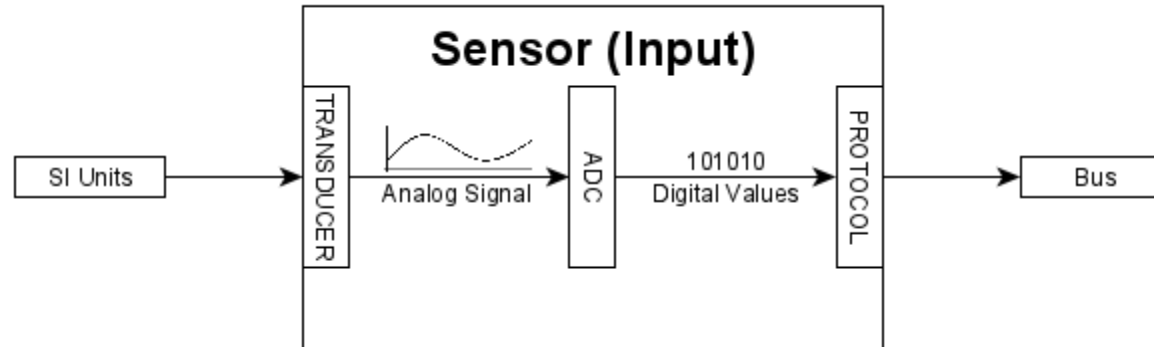 Sensor (Input)
SI Units
TRANSDUCER
Analog Signal
ADC
101010
Digital Values
PROTOCOL
Bus